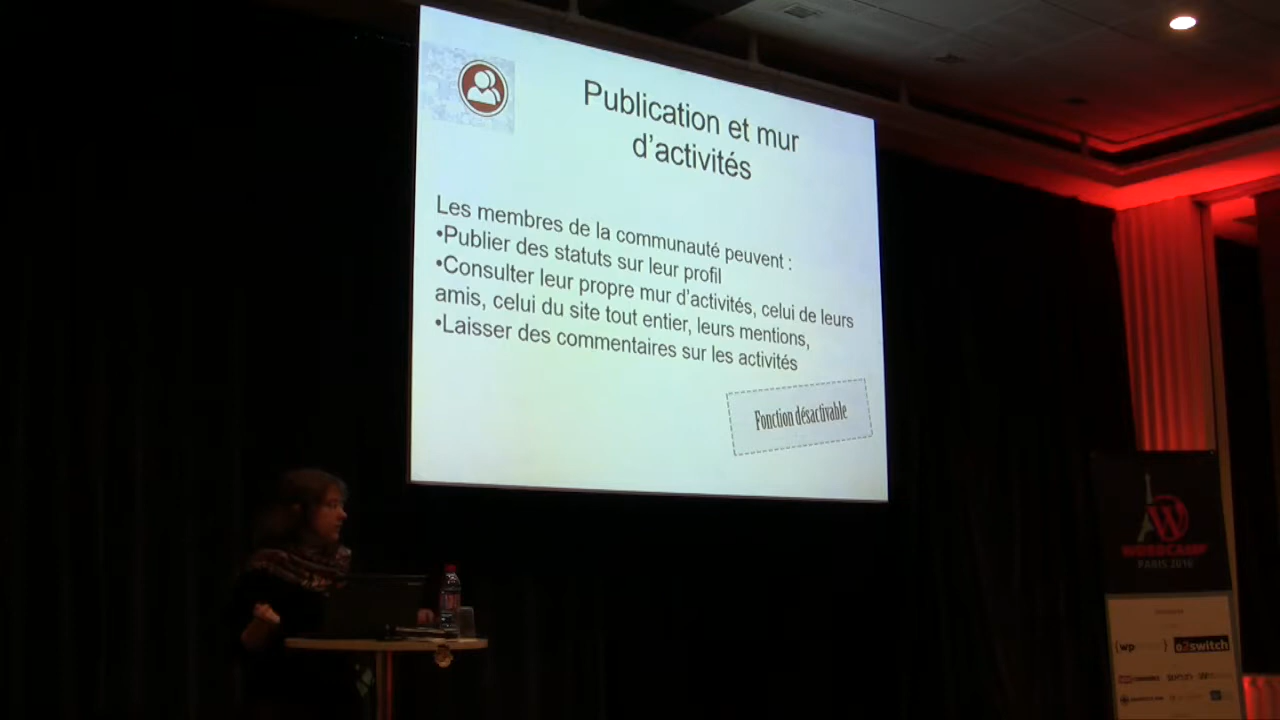 Publication et mur
d’activités
Les membres de la communauté peuvent :
•Publier des statuts sur leur profil
•Consulter leur propre mur d’activités, celui de leurs
amis, celui du site tout entier, leurs mentions,
•Laisser des commentaires sur les activités
Fonction désactivable
WORDCAMP
PARIS 2016
wp
o2switch